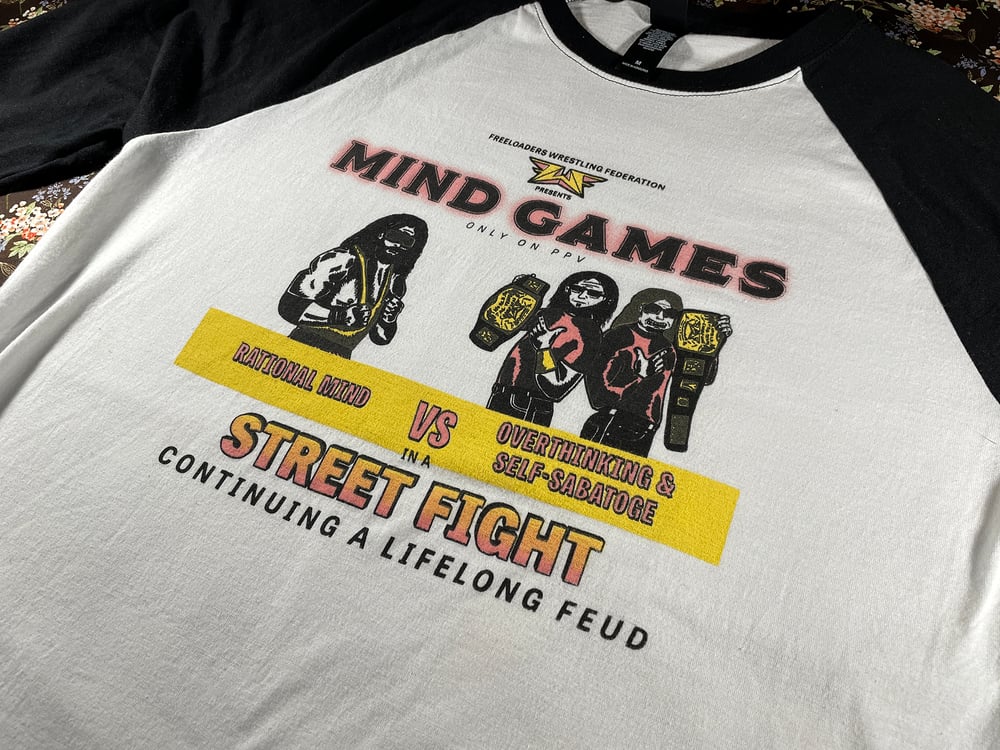 FREELOADERS WRESTLING FEDERATION
PRESENTS
MIND GAMES
ONLY ON PPV
RATIONAL MIND
VS
OVERTHINKING &
SELF-SABATOGE
IN A
STREET FIGHT
CONTINUING A LIFELONG FEUD
M